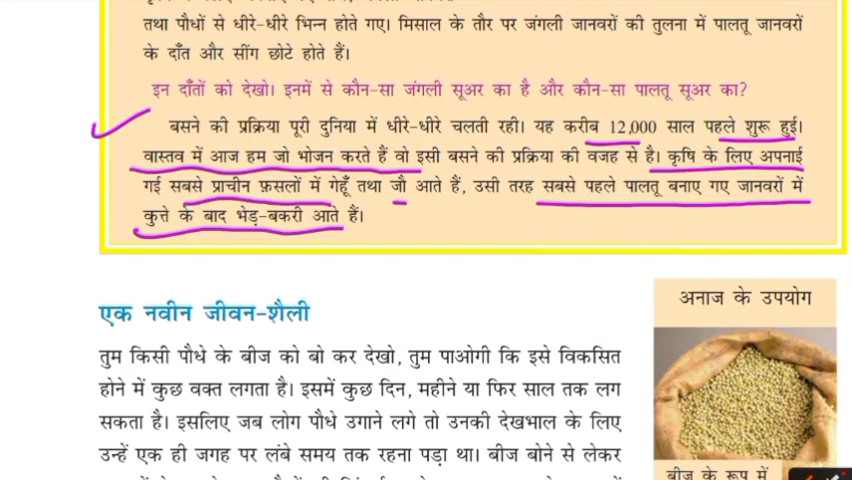 तथा पौधों से धीरे-धीरे भिन्न होते गए। मिसाल के तौर पर जंगली जानवरों की तुलना में पालतू जानवरों
के दाँत और सींग छोटे होते हैं।
इन दाँतों को देखो। इनमें से कौन-सा जंगली सूअर का है और कौन-सा पालतू सूअर का?
बसने की प्रक्रिया पूरी दुनिया में धीरे-धीरे चलती रही। यह करीब 12,000 साल पहले शुरू हुई।
वास्तव में आज हम जो भोजन करते हैं वो इसी बसने की प्रक्रिया की वजह से है। कृषि के लिए अपनाई
गई सबसे प्राचीन फ़सलों में गेहूँ तथा जौ आते हैं, उसी तरह सबसे पहले पालतू बनाए गए जानवरों में
कुत्ते के बाद भेड़-बकरी आते हैं।
एक नवीन जीवन-शैली
तुम किसी पौधे के बीज को बो कर देखो, तुम पाओगी कि इसे विकसित
होने में कुछ वक्त लगता है। इसमें कुछ दिन, महीने या फिर साल तक लग
सकता है। इसलिए जब लोग पौधे उगाने लगे तो उनकी देखभाल के लिए
उन्हें एक ही जगह पर लंबे समय तक रहना पड़ा था। बीज बोने से लेकर
अनाज के उपयोग
बीज के रूप में